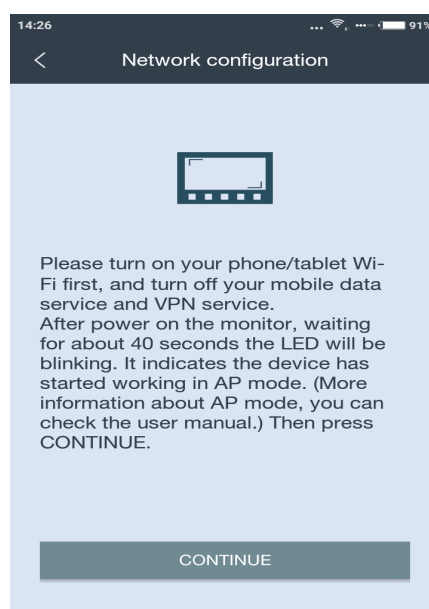 14:26
91%
Network configuration
Please turn on your phone/tablet Wi-
Fi first, and turn off your mobile data
service and VPN service.
After power on the monitor, waiting
for about 40 seconds the LED will be
blinking. It indicates the device has
started working in AP mode. (More
information about AP mode, you can
check the user manual.) Then press
CONTINUE.
CONTINUE